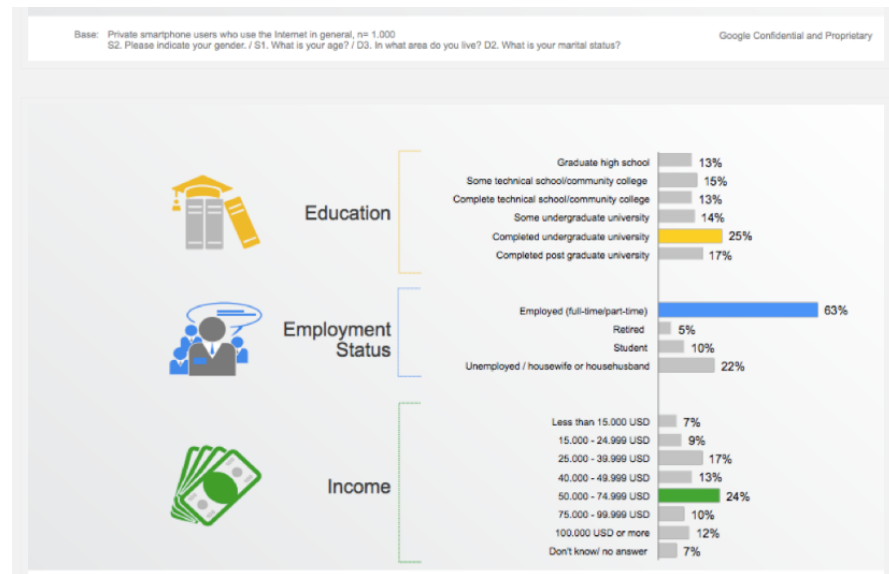 Base: Private smartphone users who use the Internet in general, n= 1.000
S2. Please indicate your gender. / S1. What is your age? / D3. In what area do you live? D2. What is your marital status?
Google Confidential and Proprietary
Education
Graduate high school 13%
Some technical school/community college 15%
Complete technical school/community college 13%
Some undergraduate university 14%
Completed undergraduate university 25%
Completed post graduate university 17%
Employment
Status
Employed (full-time/part-time) 63%
Retired 5%
Student 10%
Unemployed / housewife or househusband 22%
Income
Less than 15.000 USD 7%
15.000 - 24.999 USD 9%
25.000 - 39.999 USD 17%
40.000 - 49.999 USD 13%
50.000 - 74.999 USD 24%
75.000 - 99.999 USD 10%
100.000 USD or more 12%
Don't know/ no answer 7%